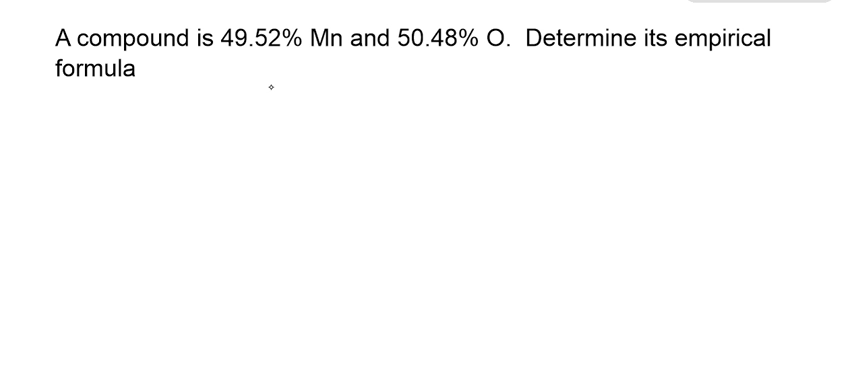 A compound is 49.52% Mn and 50.48% O.  Determine its empirical
formula